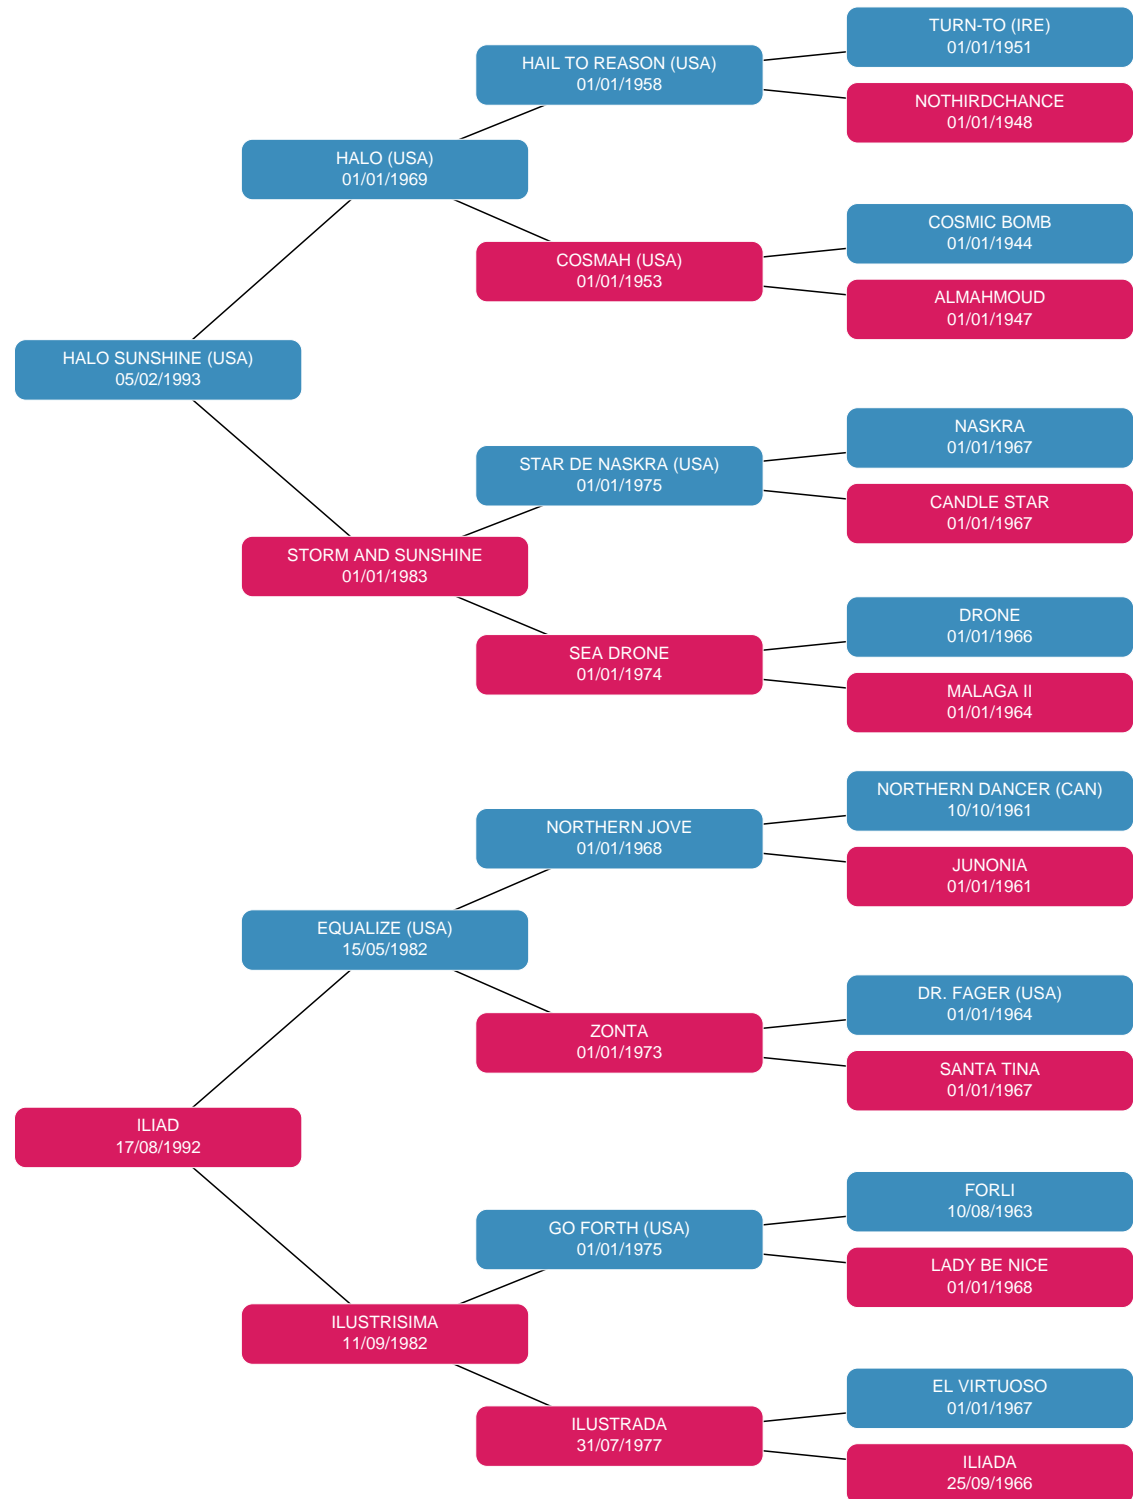 TURN-TO (IRE)
01/01/1951
HAIL TO REASON (USA)
01/01/1958
NOTHIRDCHANCE
01/01/1948
HALO (USA)
01/01/1969
COSMIC BOMB
01/01/1944
COSMAH (USA)
01/01/1953
ALMAHMOUD
01/01/1947
HALO SUNSHINE (USA)
05/02/1993
NASKRA
01/01/1967
STAR DE NASKRA (USA)
01/01/1975
CANDLE STAR
01/01/1967
STORM AND SUNSHINE
01/01/1983
DRONE
01/01/1966
SEA DRONE
01/01/1974
MALAGA II
01/01/1964
NORTHERN DANCER (CAN)
10/10/1961
NORTHERN JOVE
01/01/1968
JUNONIA
01/01/1961
EQUALIZE (USA)
15/05/1982
DR. FAGER (USA)
01/01/1964
ZONTA
01/01/1973
SANTA TINA
01/01/1967
ILIAD
17/08/1992
FORLI
10/08/1963
GO FORTH (USA)
01/01/1975
LADY BE NICE
01/01/1968
ILUSTRISIMA
11/09/1982
EL VIRTUOSO
01/01/1967
ILUSTRADA
31/07/1977
ILIADA
25/09/1966